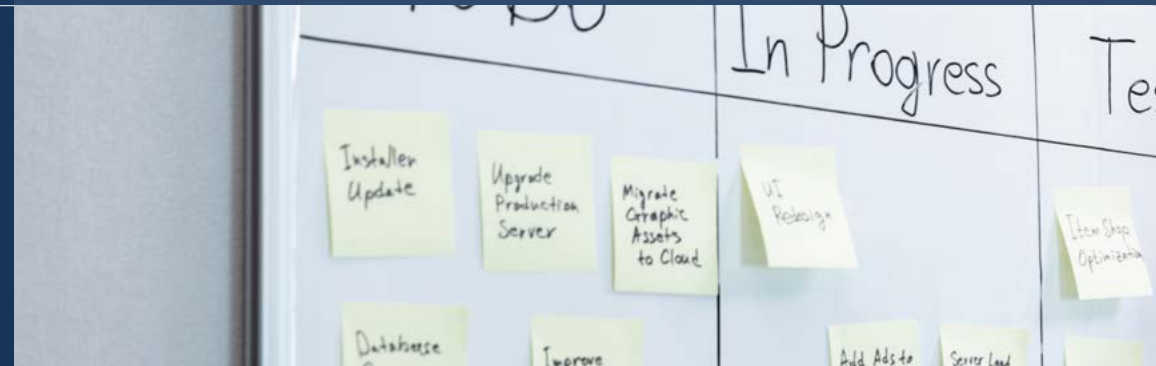 In Progress
Installer
Update
Upgrade
Production
Server
Migrate
Graphic
Assets
to Cloud
UI
Redesign
Item Shop
Optimization
Database
Improve
Add Ads to
Server Load